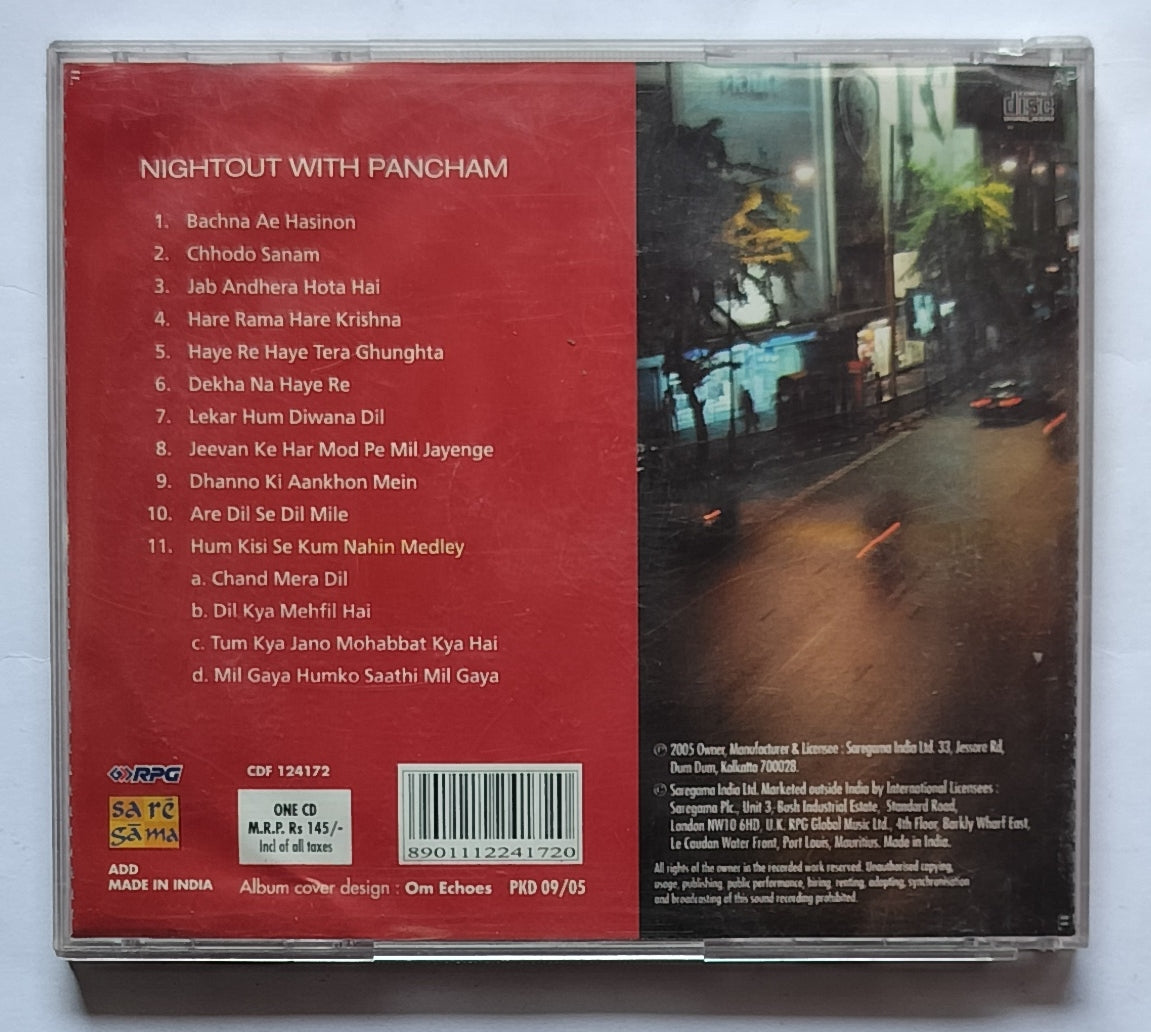 NIGHTOUT WITH PANCHAM
1. Bachna Ae Hasinon
2. Chhodo Sanam
3. Jab Andhera Hota Hai
4. Hare Rama Hare Krishna
5. Haye Re Haye Tera Ghunghta
6. Dekha Na Haye Re
7. Lekar Hum Diwana Dil
8. Jeevan Ke Har Mod Pe Mil Jayenge
9. Dhanno Ki Aankhon Mein
10. Are Dil Se Dil Mile
11. Hum Kisi Se Kum Nahin Medley
a. Chand Mera Dil
b. Dil Kya Mehfil Hai
c. Tum Kya Jano Mohabbat Kya Hai
d. Mil Gaya Humko Saathi Mil Gaya
RPG
sa rē
gā ma
ADD
MADE IN INDIA
CDF 124172
ONE CD
M.R.P. Rs 145/-
Incl of all taxes
8901112241720
Album cover design : Om Echoes PKD 09/05
disc
℗ 2005 Owner, Manufacturer & Licensee : Saregama India Ltd. 33, Jessore Rd,
Dum Dum, Kolkatta 700028.
© Saregama India Ltd. Marketed outside India by International Licensees :
Saregama Plc., Unit 3, Bush Industrial Estate, Standard Road,
London NW10 6HD, U.K. RPG Global Music Ltd., 4th Floor, Barkly Wharf East,
Le Caudan Water Front, Port Louis, Mauritius. Made in India.
All rights of the owner in the recorded work reserved. Unauthorised copying,
usage, publishing, public performance, hiring, renting, adapting, synchronisation
and broadcasting of this sound recording prohibited.